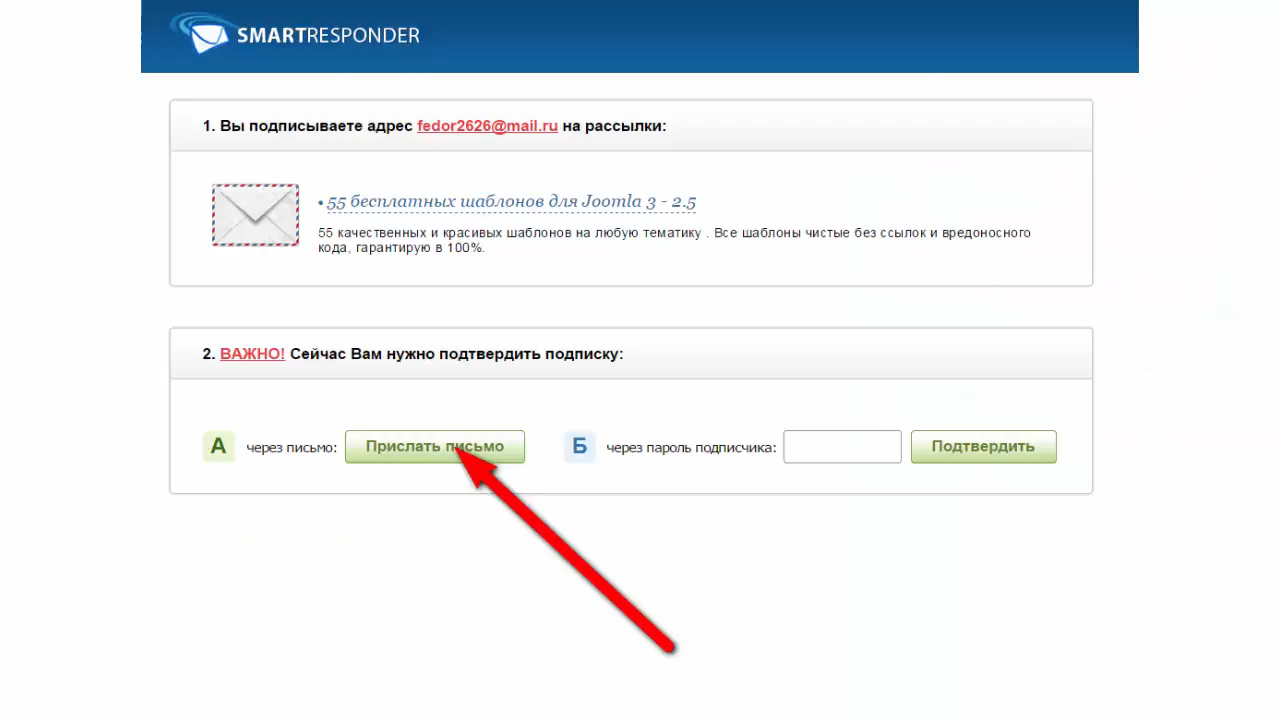 SMARTRESPONDER
1. Вы подписываете адрес fedor2626@mail.ru на рассылки:
• 55 бесплатных шаблонов для Joomla 3 - 2.5
55 качественных и красивых шаблонов на любую тематику . Все шаблоны чистые без ссылок и вредоносного
кода, гарантирую в 100%.
2. ВАЖНО! Сейчас Вам нужно подтвердить подписку:
А через письмо: Прислать письмо Б через пароль подписчика: Подтвердить